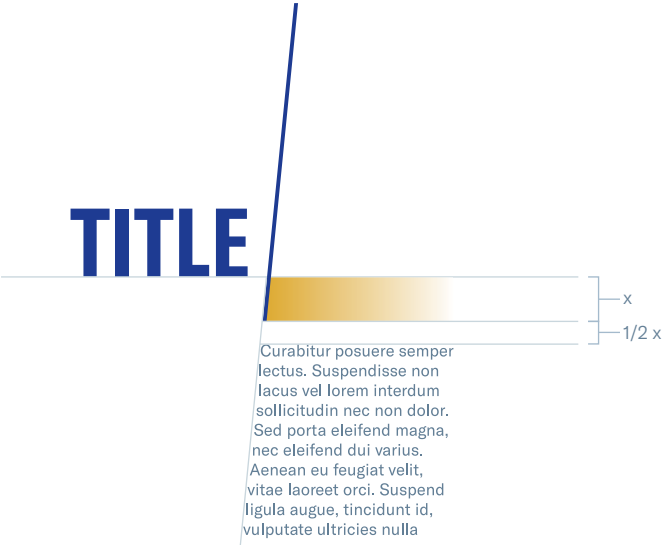 TITLE
x
1/2 x
Curabitur posuere semper
lectus. Suspendisse non
lacus vel lorem interdum
sollicitudin nec non dolor.
Sed porta eleifend magna,
nec eleifend dui varius.
Aenean eu feugiat velit,
vitae laoreet orci. Suspend
ligula augue, tincidunt id,
vulputate ultricies nulla